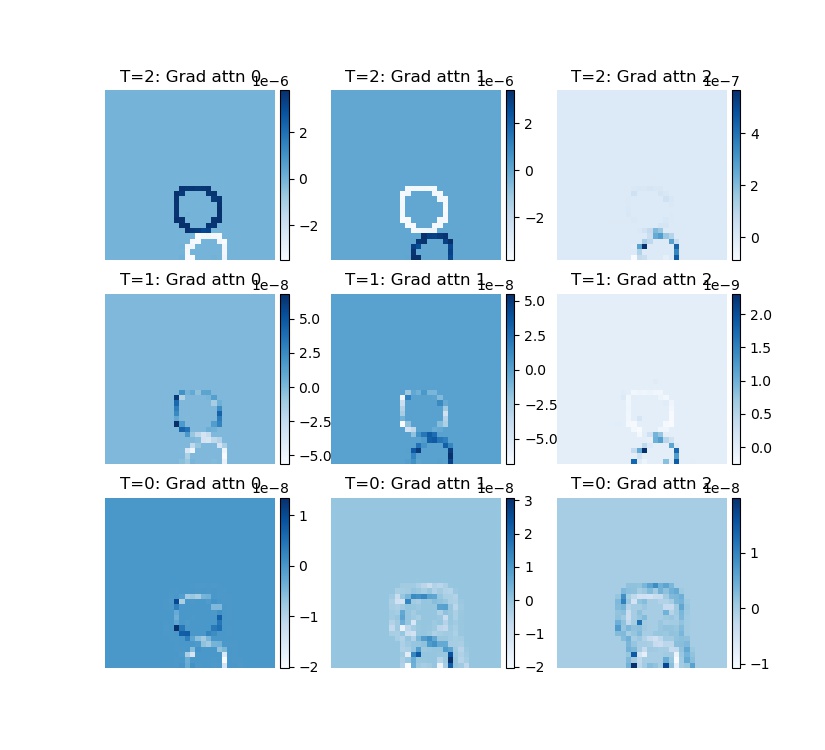 T=2: Grad attn 0
1e−6
T=2: Grad attn 1
1e−6
T=2: Grad attn 2
1e−7
2
0
−2
2
0
−2
4
2
0
T=1: Grad attn 0
1e−8
T=1: Grad attn 1
1e−8
T=1: Grad attn 2
1e−9
5.0
2.5
0.0
−2.5
−5.0
5.0
2.5
0.0
−2.5
−5.0
2.0
1.5
1.0
0.5
0.0
T=0: Grad attn 0
1e−8
T=0: Grad attn 1
1e−8
T=0: Grad attn 2
1e−8
1
0
−1
−2
3
2
1
0
−1
−2
1
0
−1